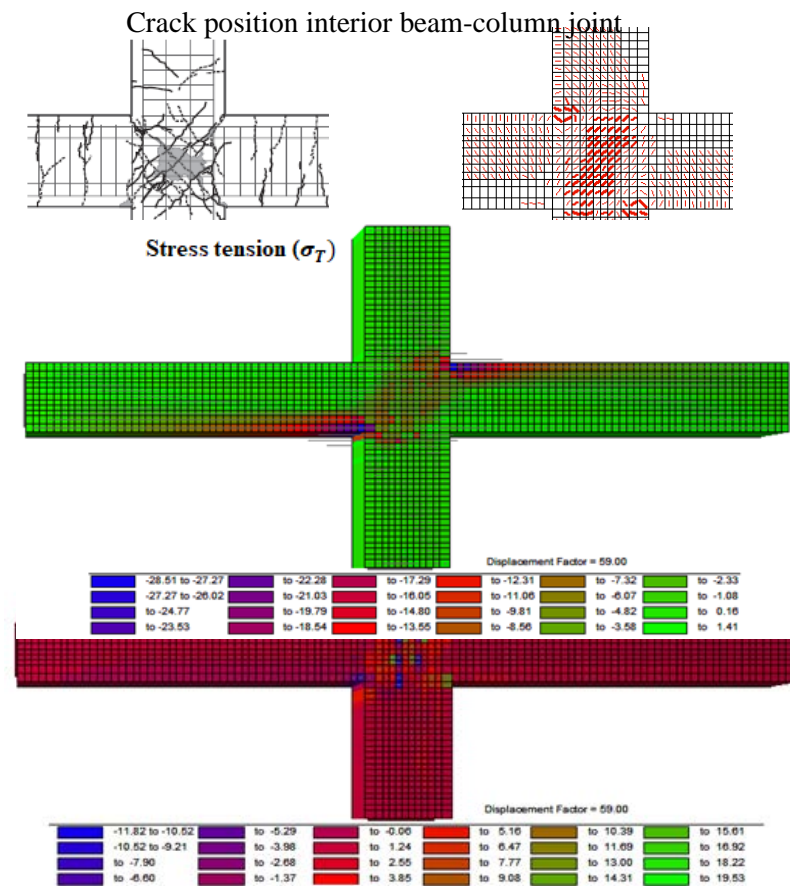 Crack position interior beam-column joint
Stress tension (σ_T)
Displacement Factor = 59.00
-28.51 to -27.27 to -22.28 to -17.29 to -12.31 to -7.32 to -2.33
-27.27 to -26.02 to -21.03 to -16.05 to -11.06 to -6.07 to -1.08
to -24.77 to -19.79 to -14.80 to -9.81 to -4.82 to 0.16
to -23.53 to -18.54 to -13.55 to -8.56 to -3.58 to 1.41
Displacement Factor = 59.00
-11.82 to -10.52 to -5.29 to -0.06 to 5.16 to 10.39 to 15.61
-10.52 to -9.21 to -3.98 to 1.24 to 6.47 to 11.69 to 16.92
to -7.90 to -2.68 to 2.55 to 7.77 to 13.00 to 18.22
to -6.60 to -1.37 to 3.85 to 9.08 to 14.31 to 19.53